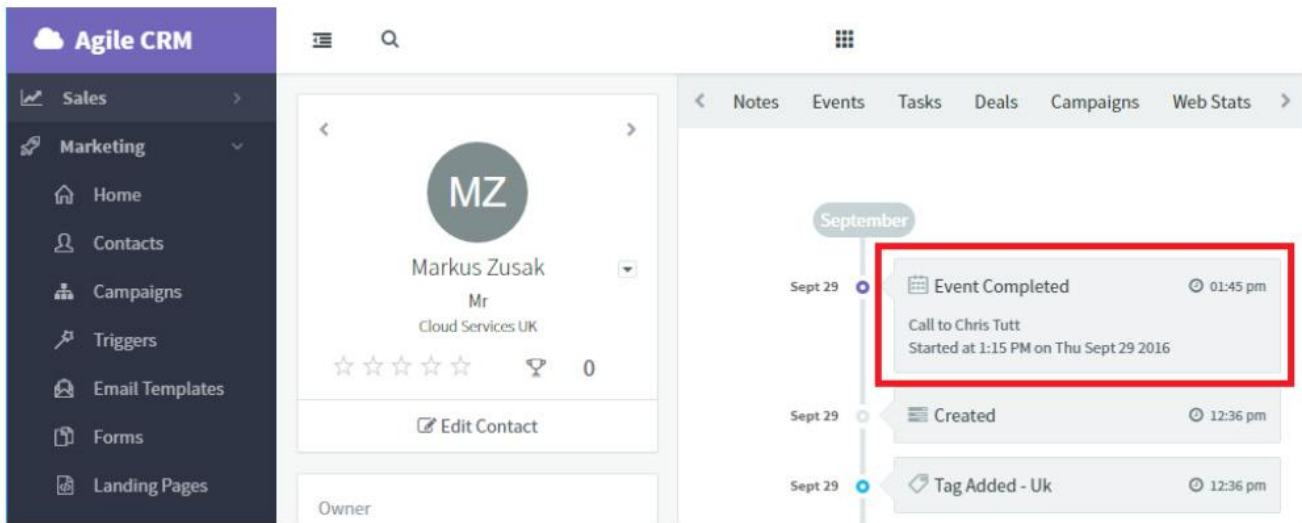 Agile CRM
Sales
Marketing
Home
Contacts
Campaigns
Triggers
Email Templates
Forms
Landing Pages
MZ
Markus Zusak
Mr
Cloud Services UK
0
Edit Contact
Owner
Notes Events Tasks Deals Campaigns Web Stats
September
Sept 29 Event Completed 01:45 pm
Call to Chris Tutt
Started at 1:15 PM on Thu Sept 29 2016
Sept 29 Created 12:36 pm
Sept 29 Tag Added - Uk 12:36 pm